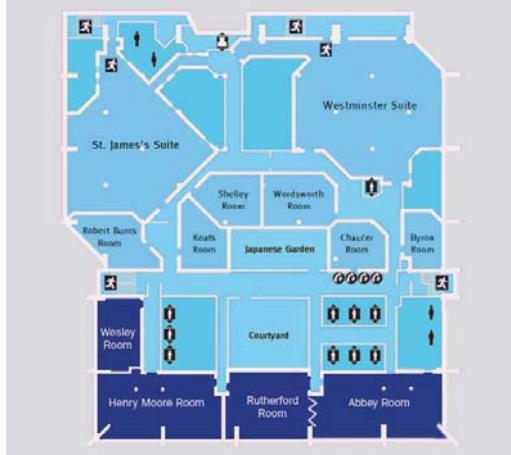 Westminster Suite
St. James's Suite
Shelley
Room
Wordsworth
Room
Robert Burns
Room
Keats
Room
Japanese Garden
Chaucer
Room
Byron
Room
Wesley
Room
Courtyard
Henry Moore Room
Rutherford
Room
Abbey Room